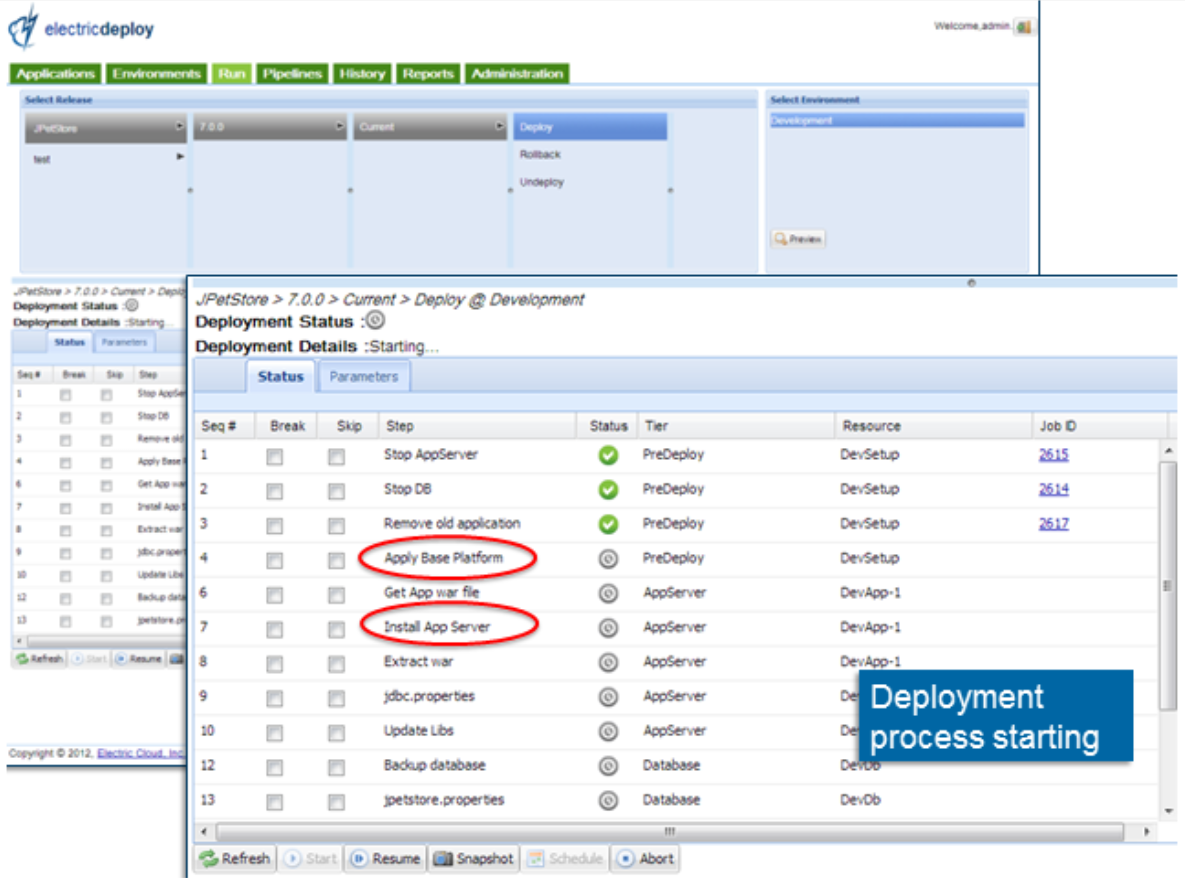 electricdeploy
Welcome,admin.
Applications Environments Run Pipelines History Reports Administration
Select Release
Select Environment
JPetStore 7.0.0 Current Deploy
Development
test
Rollback
Undeploy
Preview
JPetStore > 7.0.0 > Current > Deplo
Deployment Status :
Deployment Details :Starting...
Status Parameters
Seq # Break Skip Step
1 Stop AppSer
2 Stop DB
3 Remove old
4 Apply Base
6 Get App war
7 Install App S
8 Extract war
9 jdbc.propert
10 Update Libs
12 Backup data
13 jpetstore.pr
Refresh Start Resume
Copyright © 2012, Electric Cloud, Inc
JPetStore > 7.0.0 > Current > Deploy @ Development
Deployment Status :
Deployment Details :Starting...
Status Parameters
Seq # Break Skip Step Status Tier Resource Job ID
1 Stop AppServer PreDeploy DevSetup 2615
2 Stop DB PreDeploy DevSetup 2614
3 Remove old application PreDeploy DevSetup 2617
4 Apply Base Platform PreDeploy DevSetup
6 Get App war file AppServer DevApp-1
7 Install App Server AppServer DevApp-1
8 Extract war AppServer DevApp-1
9 jdbc.properties AppServer De
10 Update Libs AppServer De
12 Backup database Database DevDb
13 jpetstore.properties Database DevDb
Deployment
process starting
Refresh Start Resume Snapshot Schedule Abort